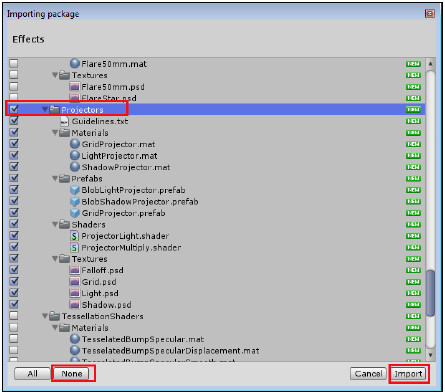 Importing package
Effects
Flare50mm.mat NEW
Textures NEW
Flare50mm.psd NEW
FlareStar.psd NEW
Projectors NEW
Guidelines.txt NEW
Materials NEW
GridProjector.mat NEW
LightProjector.mat NEW
ShadowProjector.mat NEW
Prefabs NEW
BlobLightProjector.prefab NEW
BlobShadowProjector.prefab NEW
GridProjector.prefab NEW
Shaders NEW
ProjectorLight.shader NEW
ProjectorMultiply.shader NEW
Textures NEW
Falloff.psd NEW
Grid.psd NEW
Light.psd NEW
Shadow.psd NEW
TessellationShaders NEW
Materials NEW
TesselatedBumpSpecular.mat NEW
TesselatedBumpSpecularDisplacement.mat NEW
TesselatedBumpSpecularSmooth.mat NEW
All None Cancel Import